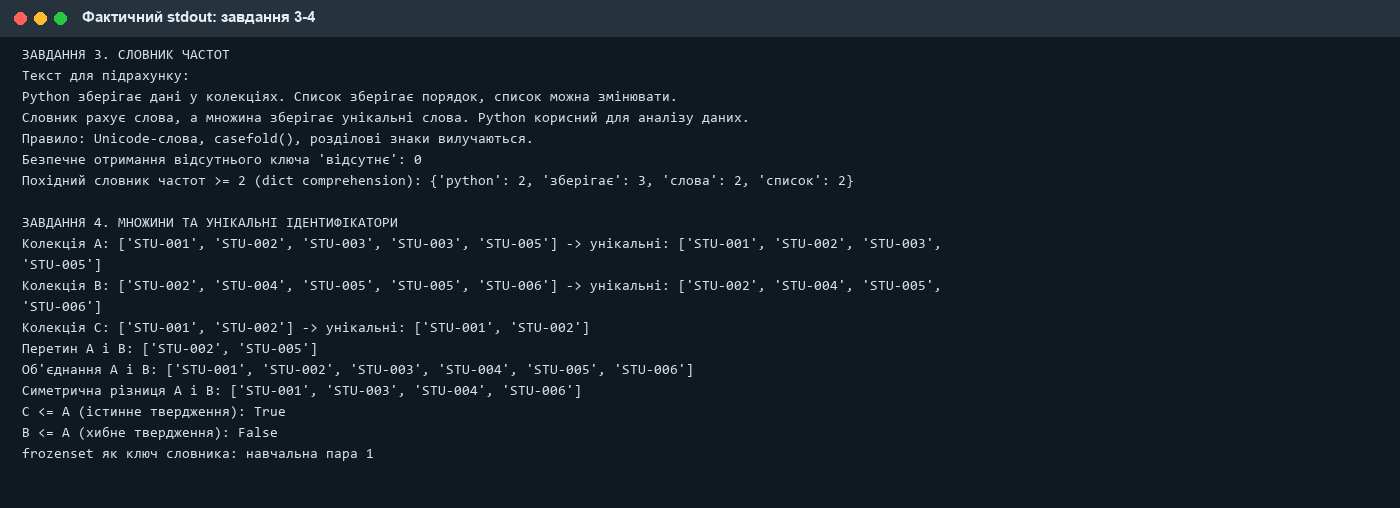 Фактичний stdout: завдання 3-4
ЗАВДАННЯ 3. СЛОВНИК ЧАСТОТ
Текст для підрахунку:
Python зберігає дані у колекціях. Список зберігає порядок, список можна змінювати.
Словник рахує слова, а множина зберігає унікальні слова. Python корисний для аналізу даних.
Правило: Unicode-слова, casefold(), розділові знаки вилучаються.
Безпечне отримання відсутнього ключа 'відсутнє': 0
Похідний словник частот >= 2 (dict comprehension): {'python': 2, 'зберігає': 3, 'слова': 2, 'список': 2}
ЗАВДАННЯ 4. МНОЖИНИ ТА УНІКАЛЬНІ ІДЕНТИФІКАТОРИ
Колекція A: ['STU-001', 'STU-002', 'STU-003', 'STU-003', 'STU-005'] -> унікальні: ['STU-001', 'STU-002', 'STU-003',
'STU-005']
Колекція B: ['STU-002', 'STU-004', 'STU-005', 'STU-005', 'STU-006'] -> унікальні: ['STU-002', 'STU-004', 'STU-005',
'STU-006']
Колекція C: ['STU-001', 'STU-002'] -> унікальні: ['STU-001', 'STU-002']
Перетин A і B: ['STU-002', 'STU-005']
Об'єднання A і B: ['STU-001', 'STU-002', 'STU-003', 'STU-004', 'STU-005', 'STU-006']
Симетрична різниця A і B: ['STU-001', 'STU-003', 'STU-004', 'STU-006']
C <= A (істинне твердження): True
B <= A (хибне твердження): False
frozenset як ключ словника: навчальна пара 1